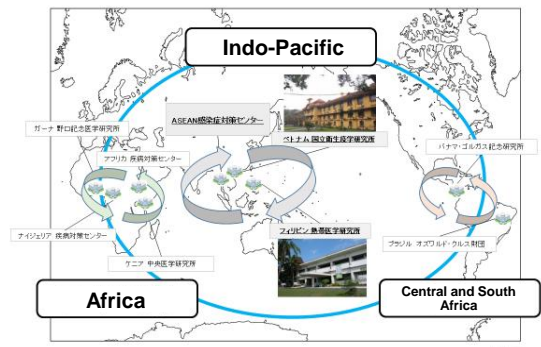 Indo-Pacific
ガーナ 野口記念医学研究所
ASEAN感染症対策センター
ベトナム 国立衛生疫学研究所
アフリカ 疾病対策センター
パナマ・ゴルガス記念研究所
ナイジェリア 疾病対策センター
フィリピン 熱帯医学研究所
ブラジル オズワルド・クルス財団
ケニア 中央医学研究所
Africa
Central and South
Africa